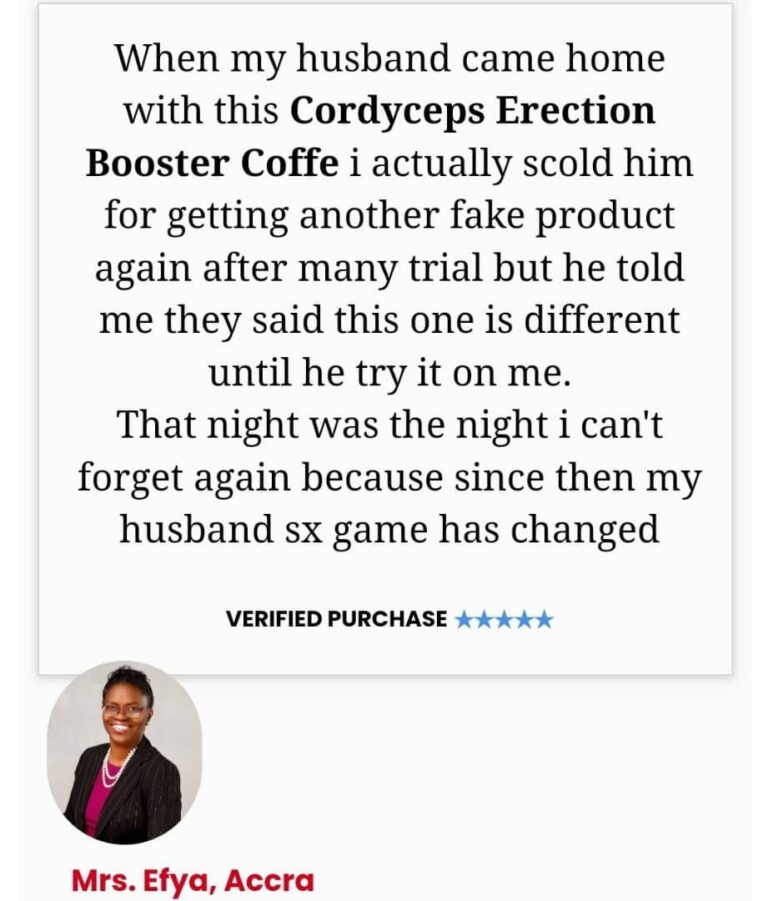 When my husband came home
with this Cordyceps Erection
Booster Coffe i actually scold him
for getting another fake product
again after many trial but he told
me they said this one is different
until he try it on me.
That night was the night i can't
forget again because since then my
husband sx game has changed
VERIFIED PURCHASE ★★★★★
Mrs. Efya, Accra